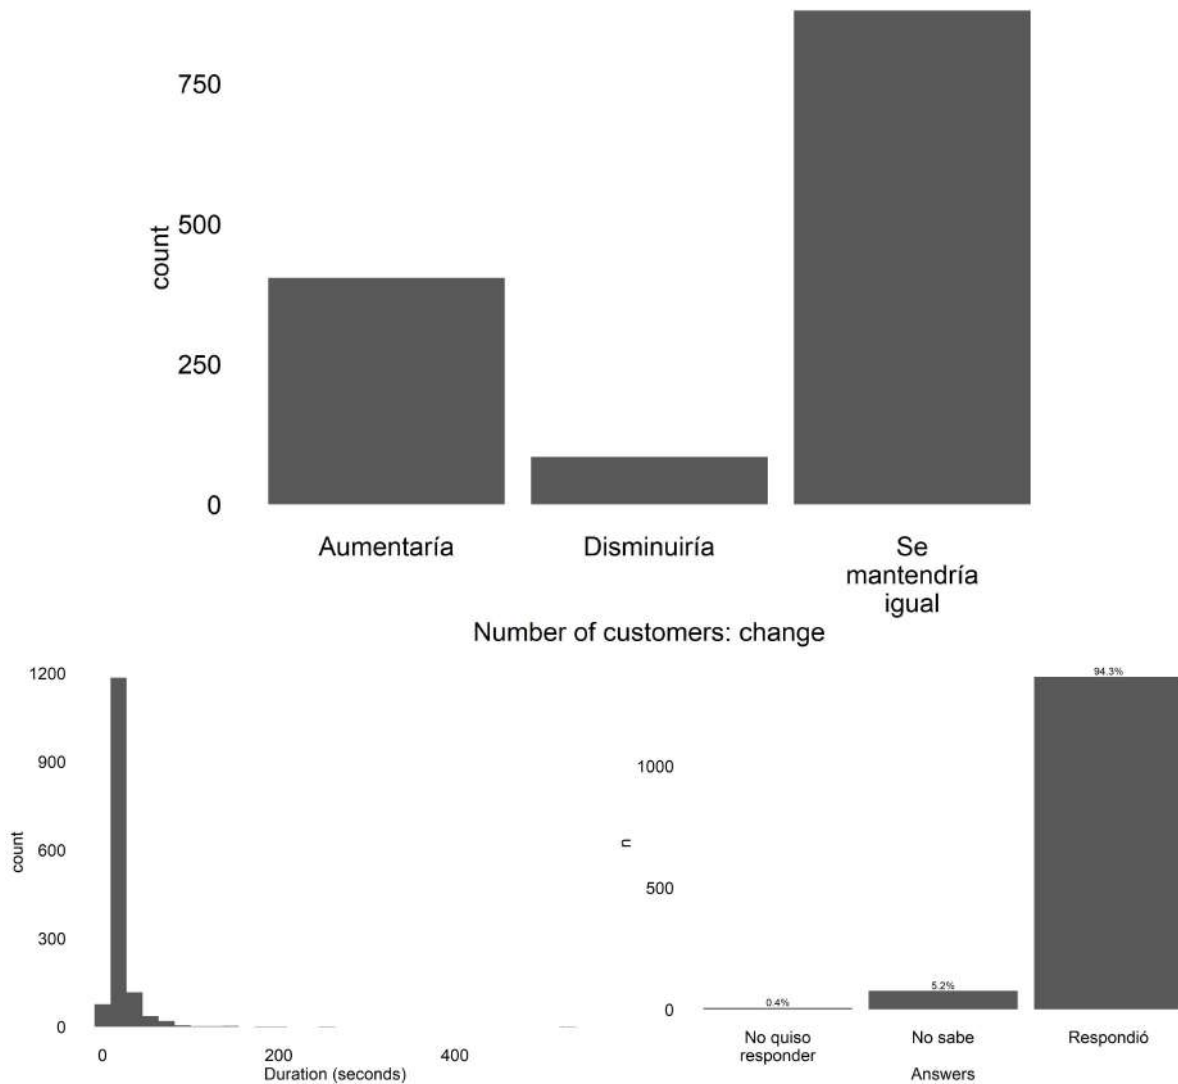 750
500
250
0
count
Aumentaría
Disminuiría
Se
mantendría
igual
Number of customers: change
1200
900
600
300
0
count
0
200
400
Duration (seconds)
1000
500
0
n
94.3%
5.2%
0.4%
No quiso
responder
No sabe
Respondió
Answers